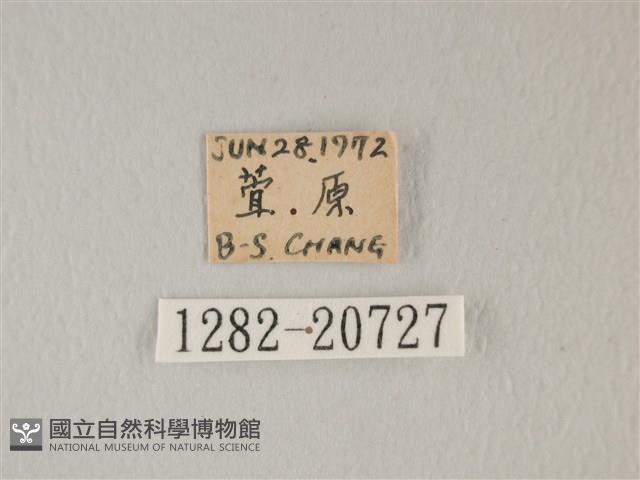 JUN 28.1972
萱.原
B-S. CHANG
1282-20727
國立自然科學博物館
NATIONAL MUSEUM OF NATURAL SCIENCE